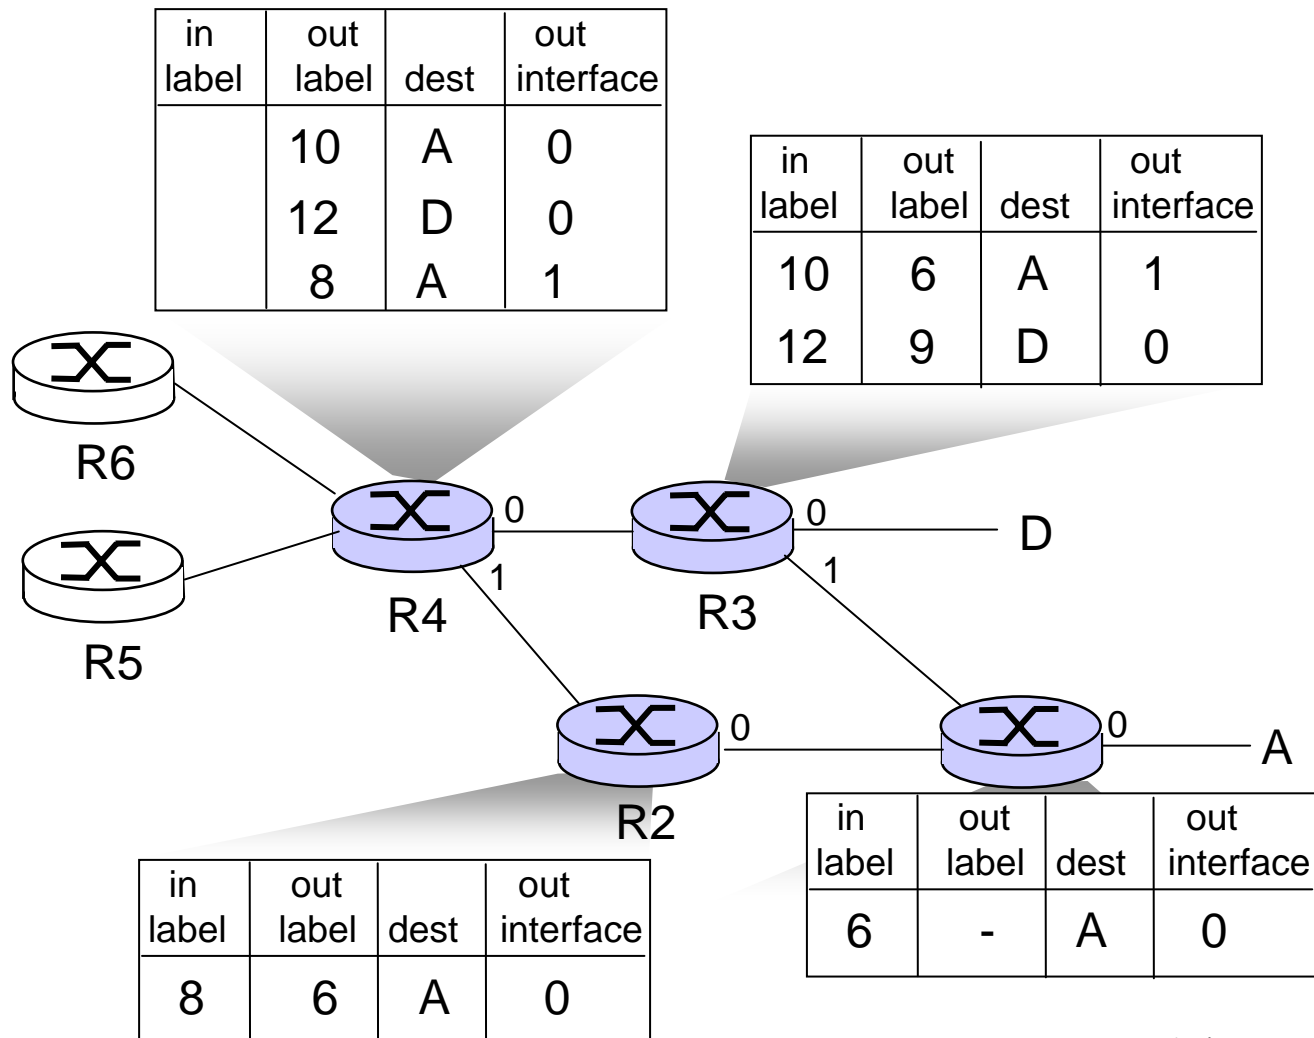 in out out
label label dest interface
10 A 0
12 D 0
8 A 1
in out out
label label dest interface
10 6 A 1
12 9 D 0
R6
R5
R4
0
1
R3
0
1
D
R2
0
0
A
in out out
label label dest interface
6 - A 0
in out out
label label dest interface
8 6 A 0